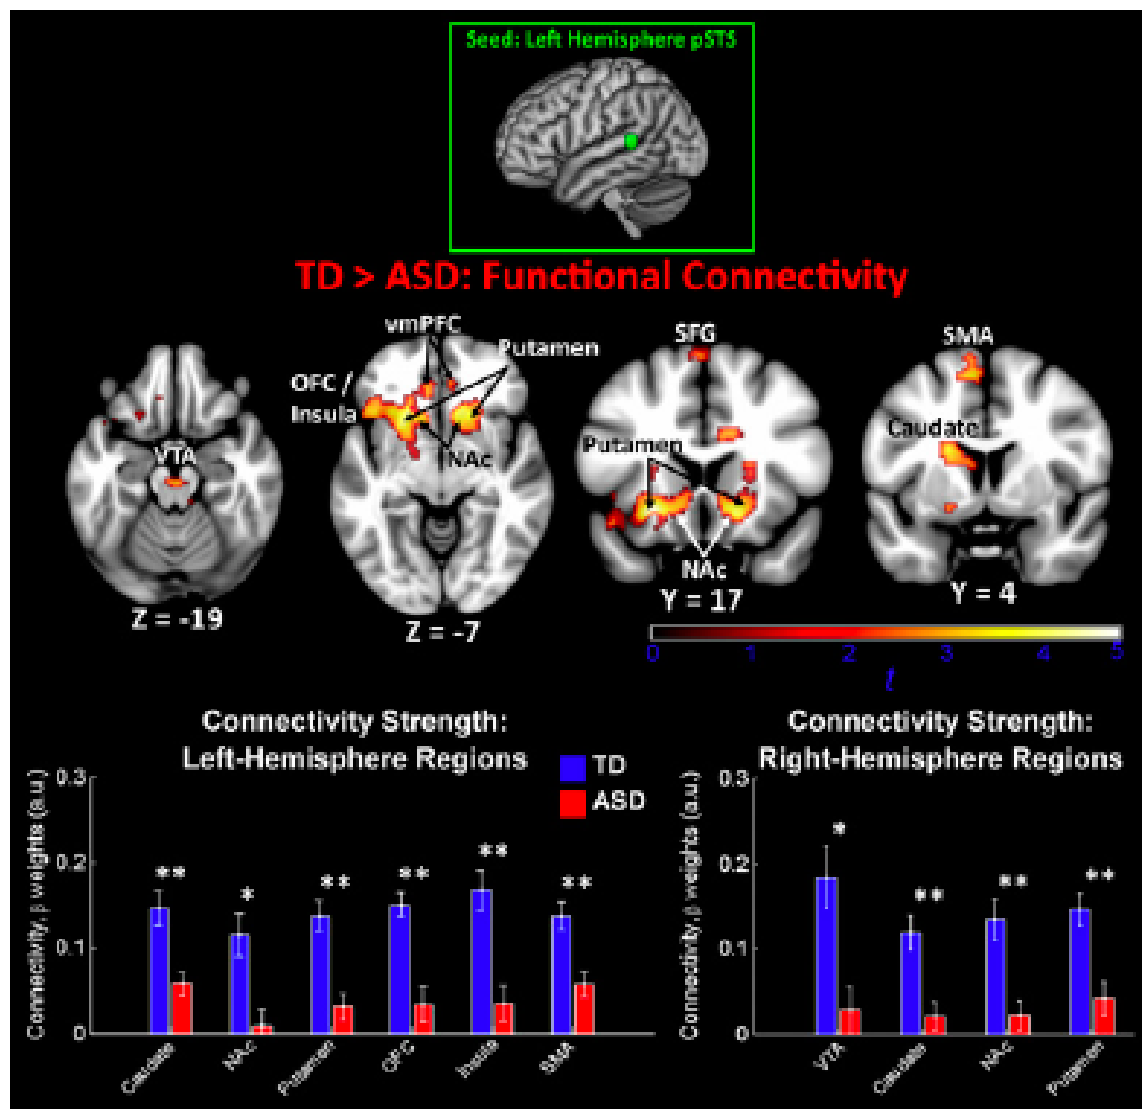 Seed: Left Hemisphere pSTS
TD > ASD: Functional Connectivity
vmPFC
Putamen
OFC /
Insula
VTA
NAc
SFG
Putamen
NAc
SMA
Caudate
Z = -19
Z = -7
Y = 17
Y = 4
0 1 2 3 4 5
t
Connectivity Strength:
Left-Hemisphere Regions
TD
ASD
Connectivity, β weights (a.u.)
0.3
0.2
0.1
0
** * ** ** ** **
Caudate NAc Putamen OFC Insula SMA
Connectivity Strength:
Right-Hemisphere Regions
Connectivity, β weights (a.u.)
0.3
0.2
0.1
0
* ** ** **
VTA Caudate NAc Putamen